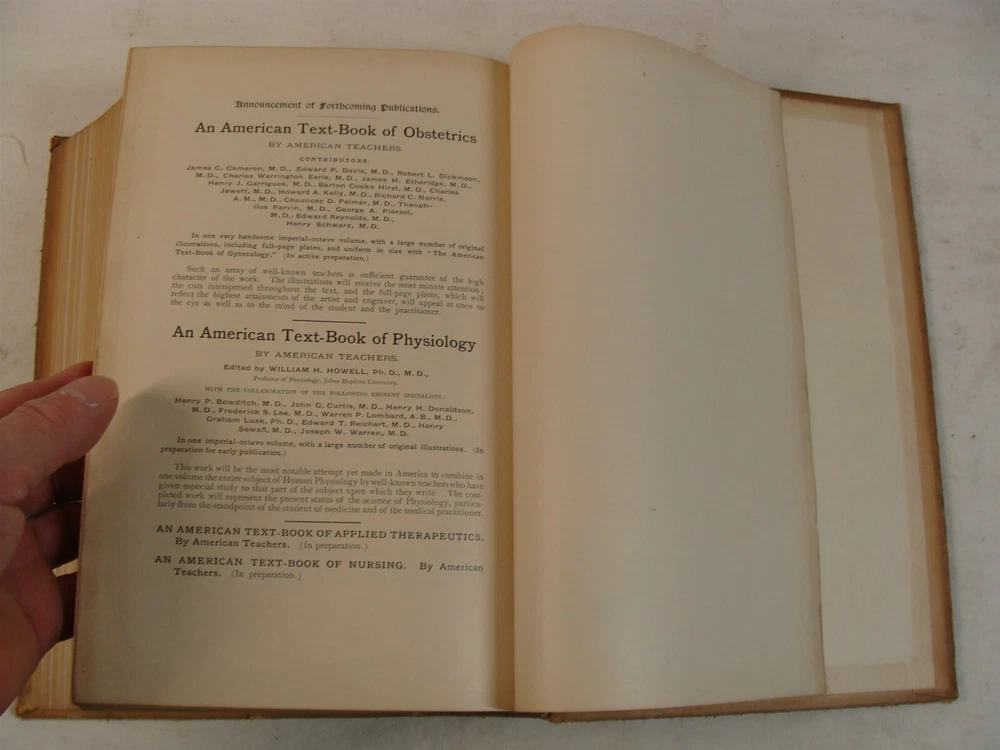 Announcement of Forthcoming Publications.
An American Text-Book of Obstetrics
BY AMERICAN TEACHERS.
CONTRIBUTORS:
James C. Cameron, M.D., Edward P. Davis, M.D., Robert L. Dickinson,
M.D., Charles Warrington Earle, M.D., James H. Etheridge, M.D.,
Henry J. Garrigues, M.D., Barton Cooke Hirst, M.D., Charles
Jewett, M.D., Howard A. Kelly, M.D., Richard C. Norris,
A.M., M.D., Chauncey D. Palmer, M.D., Theoph-
ilus Parvin, M.D., George A. Piersol,
M.D., Edward Reynolds, M.D.,
Henry Schwarz, M.D.
In one very handsome imperial-octavo volume, with a large number of original
illustrations, including full-page plates, and uniform in size with “The American
Text-Book of Gynecology.” (In active preparation.)
Such an array of well-known teachers is sufficient guarantee of the high
character of the work. The illustrations will receive the most minute attention;
the cuts interspersed throughout the text, and the full-page plates, which will
reflect the highest attainments of the artist and engraver, will appeal at once to
the eye as well as to the mind of the student and the practitioner.
An American Text-Book of Physiology
BY AMERICAN TEACHERS.
Edited by WILLIAM H. HOWELL, Ph.D., M.D.,
Professor of Physiology, Johns Hopkins University.
WITH THE COLLABORATION OF THE FOLLOWING EMINENT SPECIALISTS:
Henry P. Bowditch, M.D., John G. Curtis, M.D., Henry H. Donaldson,
M.D., Frederick S. Lee, M.D., Warren P. Lombard, A.B., M.D.,
Graham Lusk, Ph.D., Edward T. Reichert, M.D., Henry
Sewall, M.D., Joseph W. Warren, M.D.
In one imperial-octavo volume, with a large number of original illustrations. (In
preparation for early publication.)
This work will be the most notable attempt yet made in America to combine in
one volume the entire subject of Human Physiology by well-known teachers who have
given especial study to that part of the subject upon which they write. The com-
pleted work will represent the present status of the science of Physiology, particu-
larly from the standpoint of the student of medicine and of the medical practitioner.
AN AMERICAN TEXT-BOOK OF APPLIED THERAPEUTICS.
By American Teachers. (In preparation.)
AN AMERICAN TEXT-BOOK OF NURSING. By American
Teachers. (In preparation.)